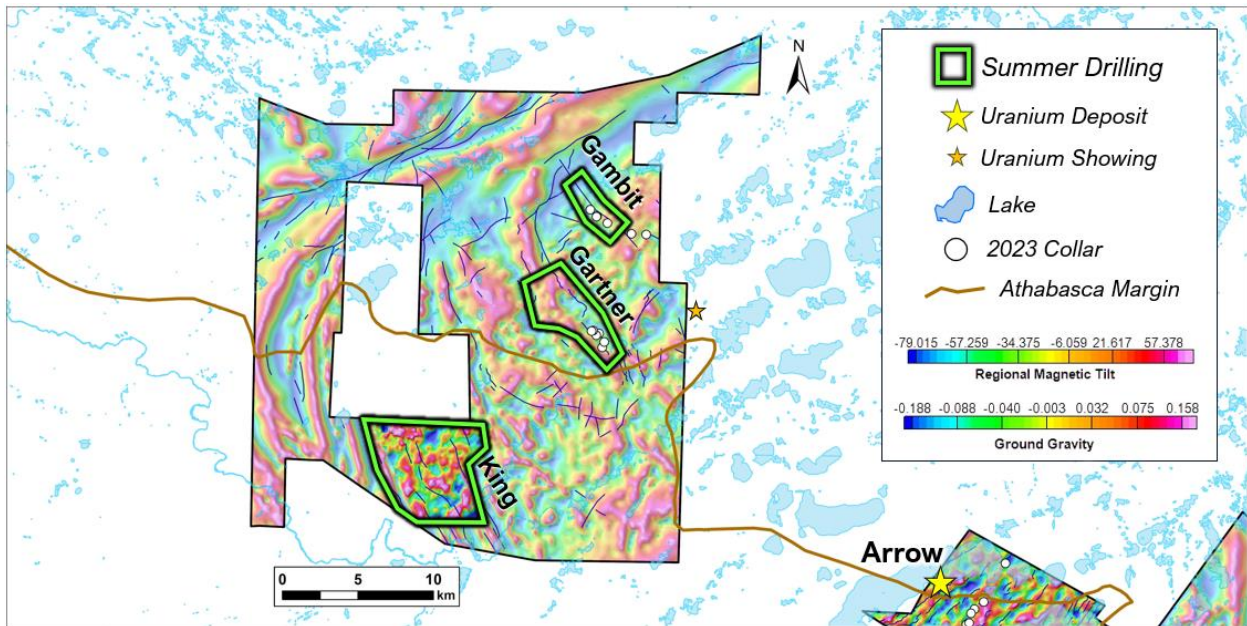 N
Gambit
Gartner
King
Arrow
0 5 10
km
Summer Drilling
Uranium Deposit
Uranium Showing
Lake
2023 Collar
Athabasca Margin
-79.015 -57.259 -34.375 -6.059 21.617 57.378
Regional Magnetic Tilt
-0.188 -0.088 -0.040 -0.003 0.032 0.075 0.158
Ground Gravity